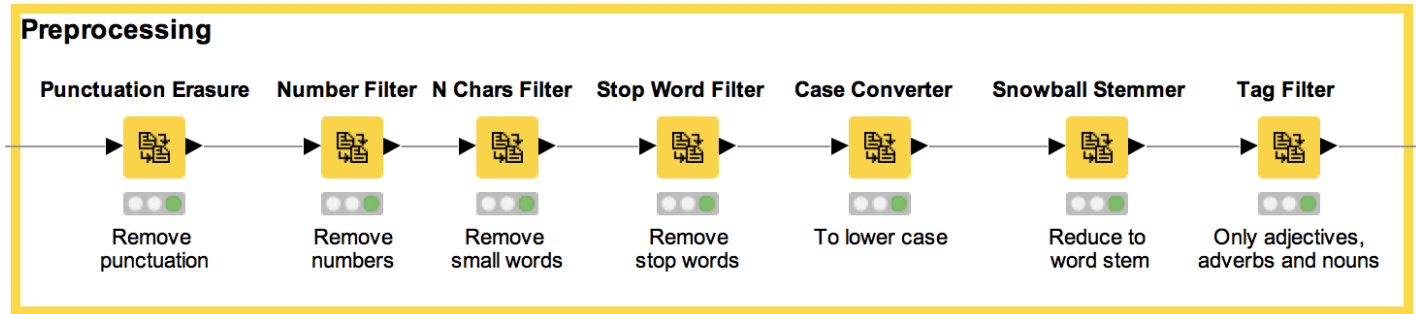 Preprocessing
Punctuation Erasure Number Filter N Chars Filter Stop Word Filter Case Converter Snowball Stemmer Tag Filter
Remove punctuation
Remove numbers
Remove small words
Remove stop words
To lower case
Reduce to word stem
Only adjectives, adverbs and nouns